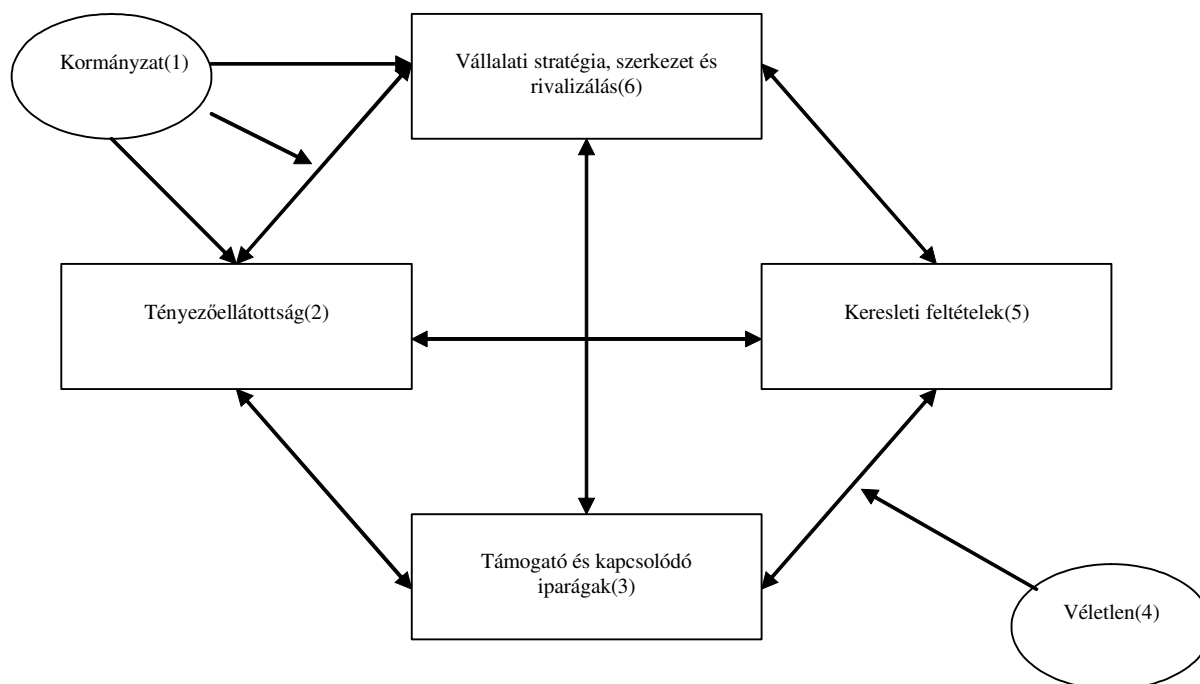 Kormányzat(1)
Vállalati stratégia, szerkezet és
rivalizálás(6)
Tényezőellátottság(2)
Keresleti feltételek(5)
Támogató és kapcsolódó
iparágak(3)
Véletlen(4)